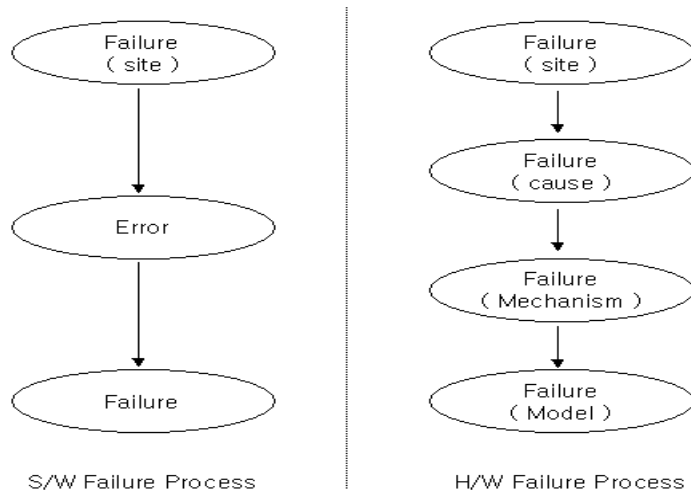 Failure
( site )
Error
Failure
S/W Failure Process
Failure
( site )
Failure
( cause )
Failure
( Mechanism )
Failure
( Model )
H/W Failure Process